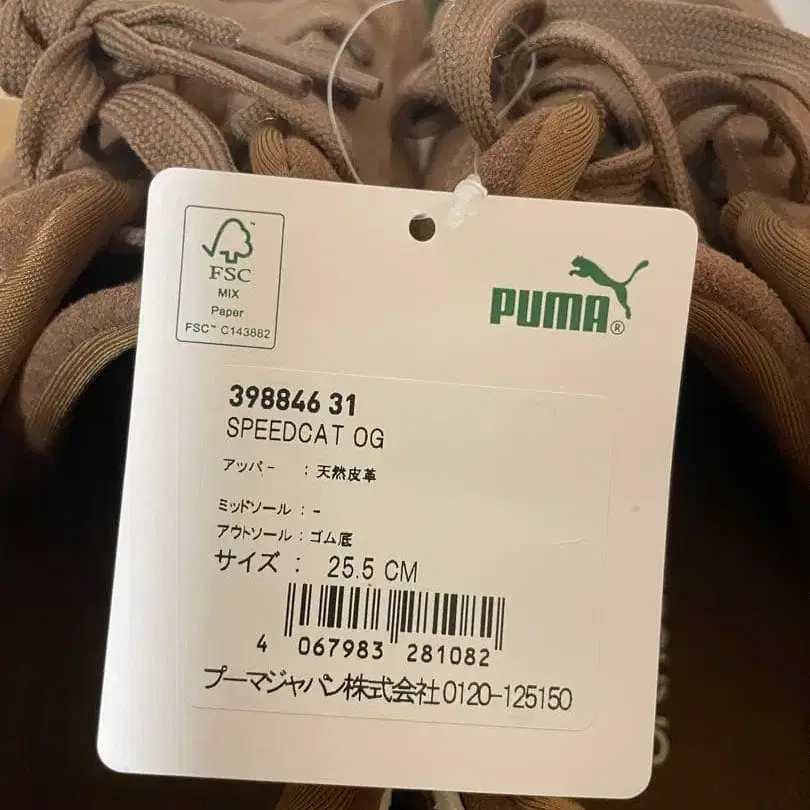 FSC
MIX
Paper
FSC™ C143882
PUMA®
398846 31
SPEEDCAT OG
アッパー : 天然皮革
ミッドソール : -
アウトソール : ゴム底
サイズ : 25.5 CM
4 067983 281082
プーマジャパン株式会社 0120-125150